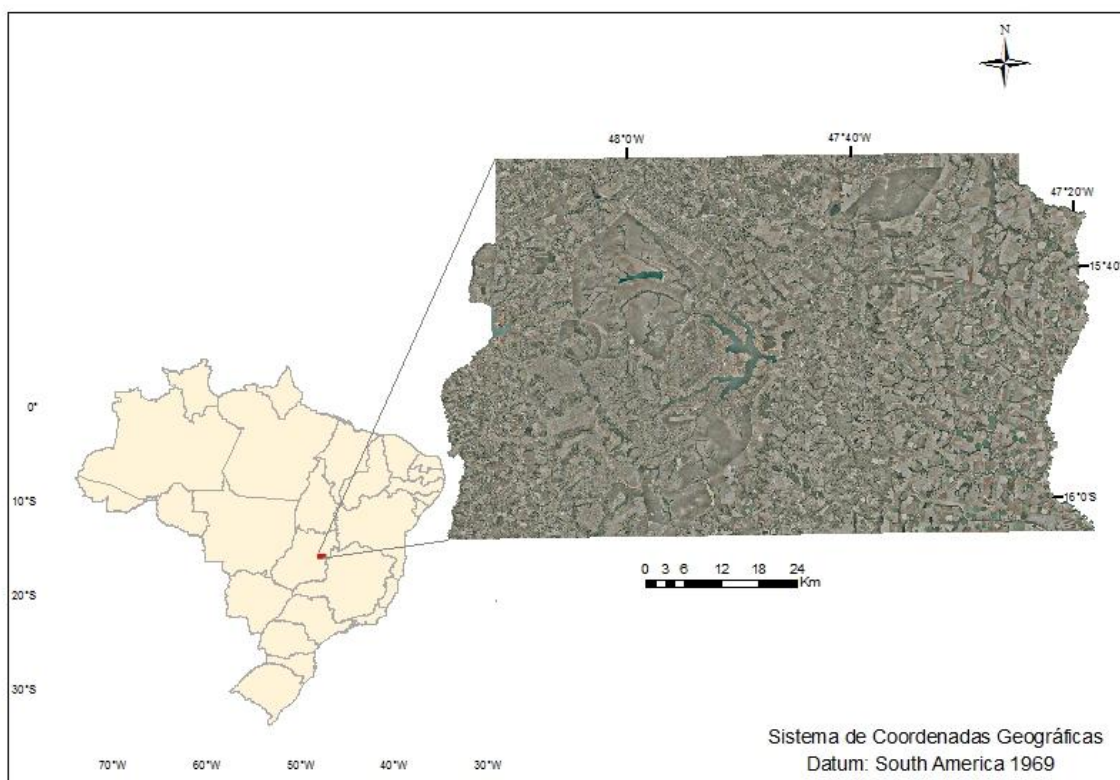 N
48°0'W
47°40'W
47°20'W
15°40'
16°0'S
0 3 6 12 18 24
Km
0°
10°S
20°S
30°S
70°W 60°W 50°W 40°W 30°W
Sistema de Coordenadas Geográficas
Datum: South America 1969